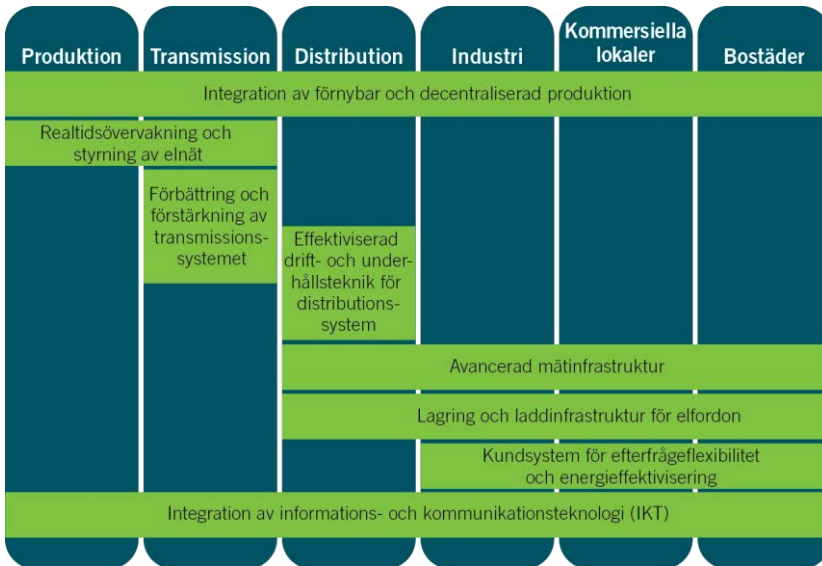 Produktion
Transmission
Distribution
Industri
Kommersiella
lokaler
Bostäder
Integration av förnybar och decentraliserad produktion
Realtidsövervakning och
styrning av elnät
Förbättring och
förstärkning av
transmissions-
systemet
Effektiviserad
drift- och under-
hållsteknik för
distributions-
system
Avancerad mätinfrastruktur
Lagring och laddinfrastruktur för elfordon
Kundsystem för efterfrågeflexibilitet
och energieffektivisering
Integration av informations- och kommunikationsteknologi (IKT)